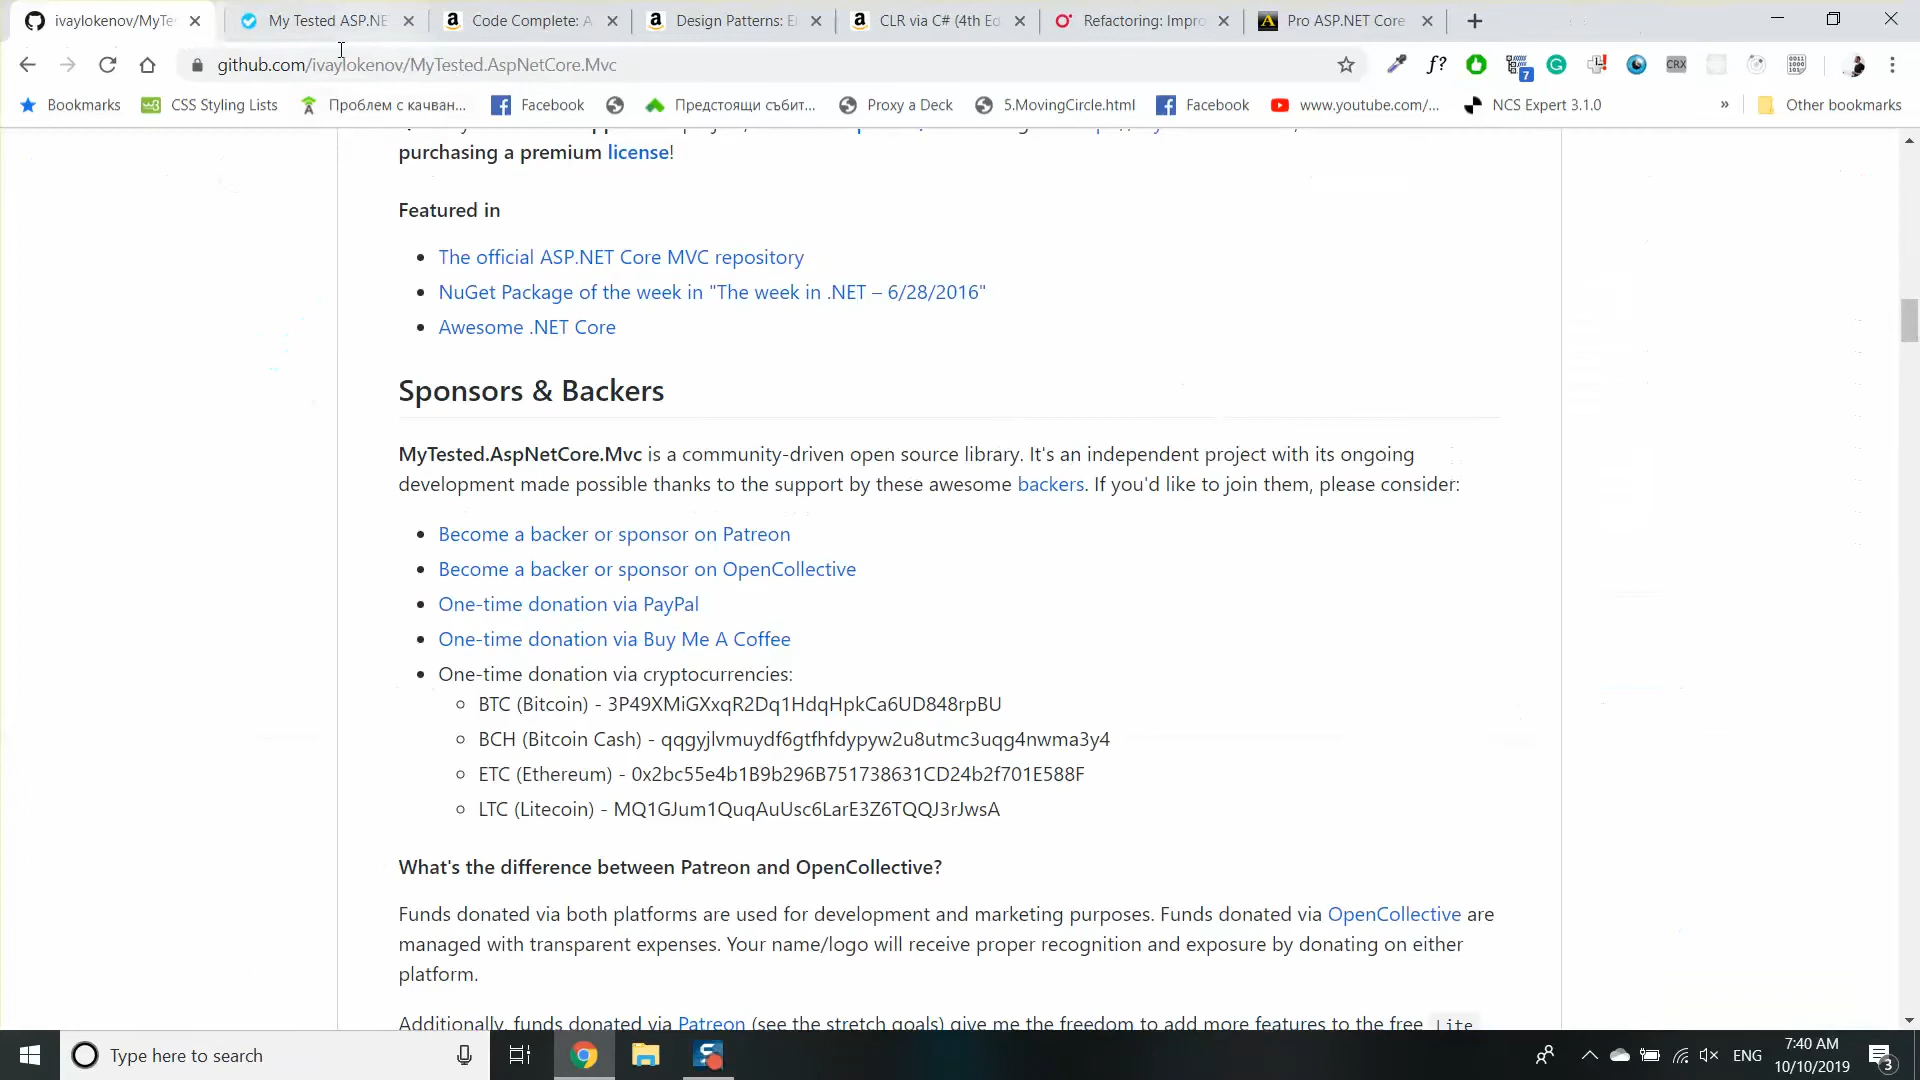 ivaylokenov/MyTe
My Tested ASP.NE
Code Complete: A
Design Patterns: El
CLR via C# (4th Ed
Refactoring: Impro
Pro ASP.NET Core
github.com/ivaylokenov/MyTested.AspNetCore.Mvc
f?
7
CRX
Bookmarks
CSS Styling Lists
Проблем с качван...
Facebook
Предстоящи събит...
Proxy a Deck
5.MovingCircle.html
Facebook
www.youtube.com/...
NCS Expert 3.1.0
»
Other bookmarks
purchasing a premium license!
Featured in
The official ASP.NET Core MVC repository
NuGet Package of the week in "The week in .NET – 6/28/2016"
Awesome .NET Core
Sponsors & Backers
MyTested.AspNetCore.Mvc is a community-driven open source library. It's an independent project with its ongoing
development made possible thanks to the support by these awesome backers. If you'd like to join them, please consider:
Become a backer or sponsor on Patreon
Become a backer or sponsor on OpenCollective
One-time donation via PayPal
One-time donation via Buy Me A Coffee
One-time donation via cryptocurrencies:
BTC (Bitcoin) - 3P49XMiGXxqR2Dq1HdqHpkCa6UD848rpBU
BCH (Bitcoin Cash) - qqgyjlvmuydf6gtfhfdypyw2u8utmc3uqg4nwma3y4
ETC (Ethereum) - 0x2bc55e4b1B9b296B751738631CD24b2f701E588F
LTC (Litecoin) - MQ1GJum1QuqAuUsc6LarE3Z6TQQJ3rJwsA
What's the difference between Patreon and OpenCollective?
Funds donated via both platforms are used for development and marketing purposes. Funds donated via OpenCollective are
managed with transparent expenses. Your name/logo will receive proper recognition and exposure by donating on either
platform.
Additionally, funds donated via Patreon (see the stretch goals) give me the freedom to add more features to the free Lite
Type here to search
ENG
7:40 AM
10/10/2019
3